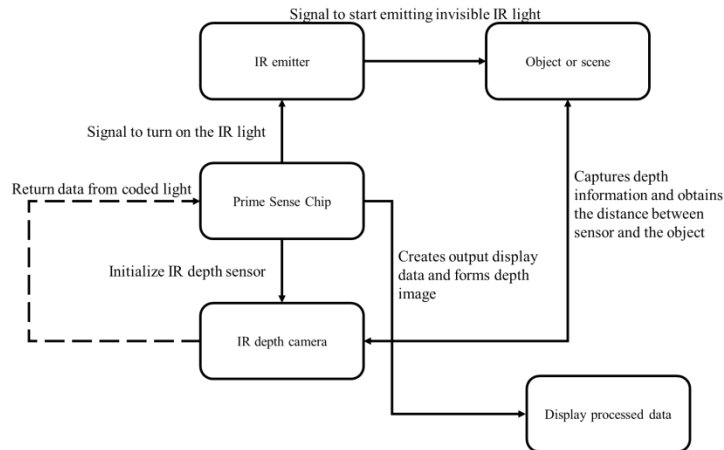 Signal to start emitting invisible IR light
IR emitter
Object or scene
Signal to turn on the IR light
Return data from coded light
Prime Sense Chip
Captures depth
information and obtains
the distance between
sensor and the object
Initialize IR depth sensor
Creates output display
data and forms depth
image
IR depth camera
Display processed data